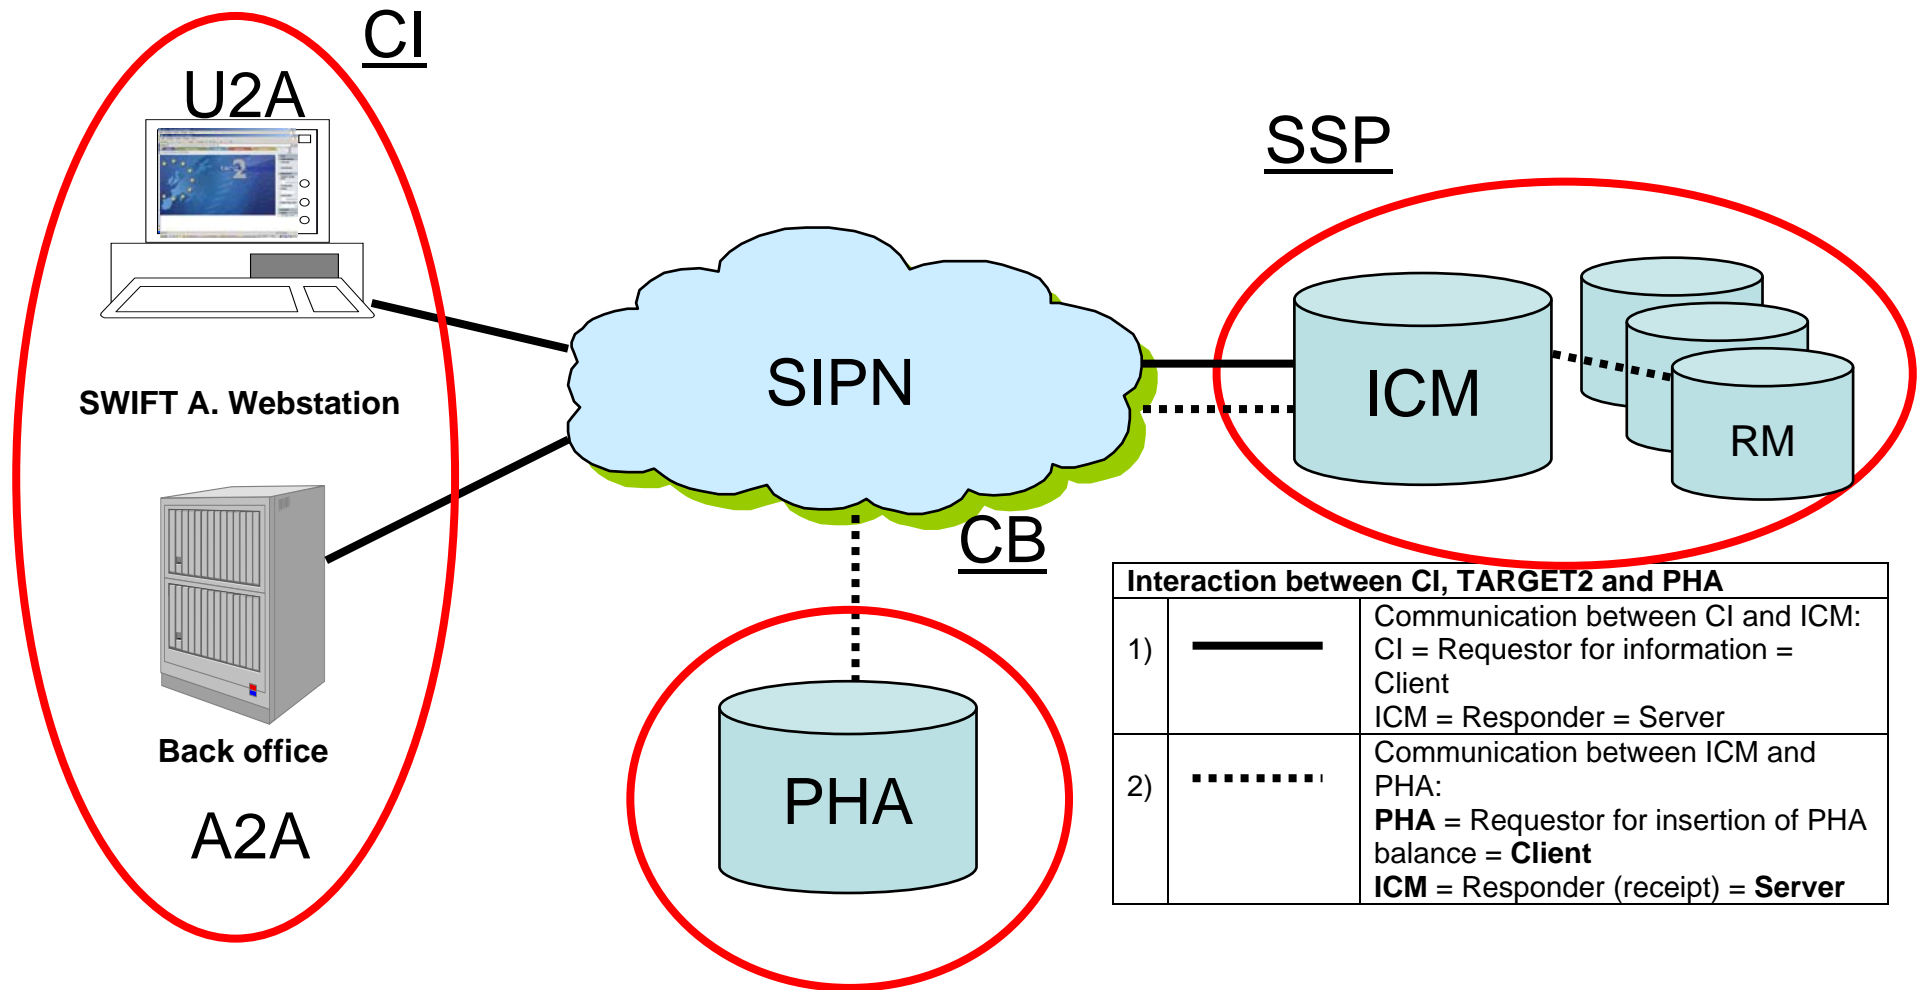 CI
U2A
SWIFT A. Webstation
Back office
A2A
SIPN
CB
PHA
SSP
ICM
RM
Interaction between CI, TARGET2 and PHA
1)
Communication between CI and ICM:
CI = Requestor for information =
Client
ICM = Responder = Server
2)
Communication between ICM and
PHA:
PHA = Requestor for insertion of PHA
balance = Client
ICM = Responder (receipt) = Server